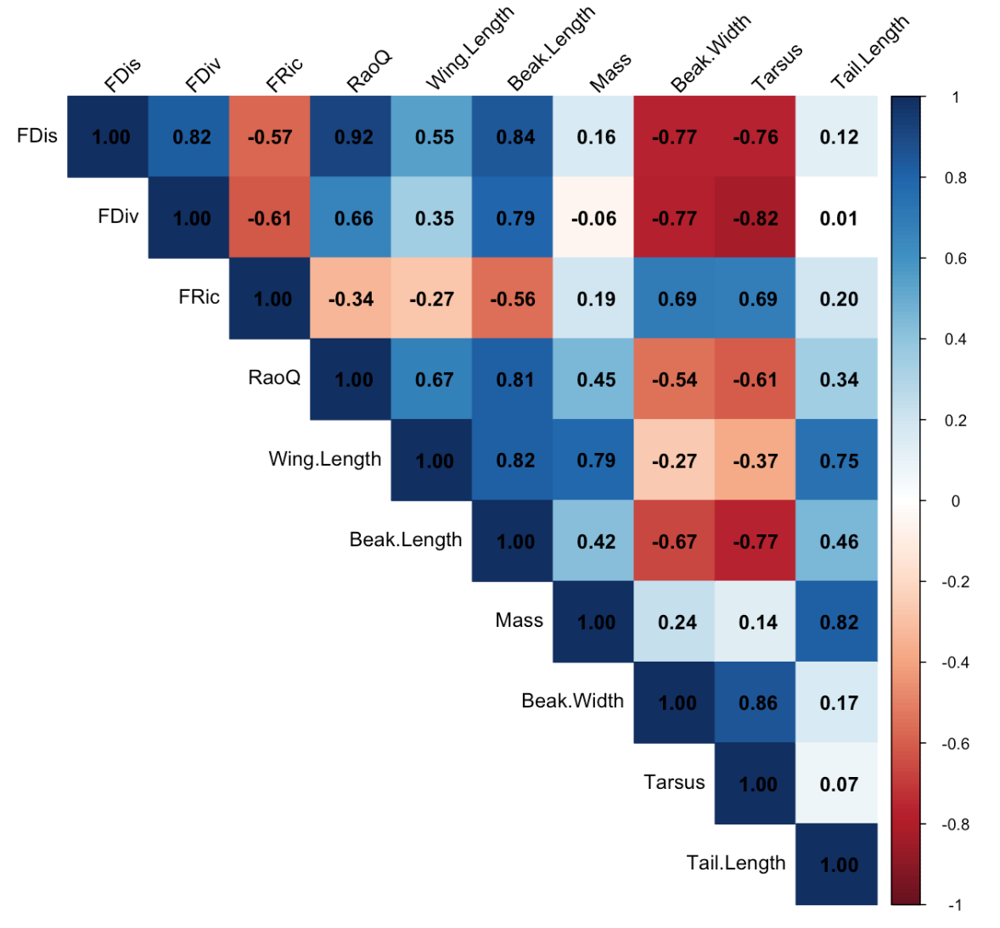 FDis FDiv FRic RaoQ Wing.Length Beak.Length Mass Beak.Width Tarsus Tail.Length
FDis 1.00 0.82 -0.57 0.92 0.55 0.84 0.16 -0.77 -0.76 0.12
FDiv 1.00 -0.61 0.66 0.35 0.79 -0.06 -0.77 -0.82 0.01
FRic 1.00 -0.34 -0.27 -0.56 0.19 0.69 0.69 0.20
RaoQ 1.00 0.67 0.81 0.45 -0.54 -0.61 0.34
Wing.Length 1.00 0.82 0.79 -0.27 -0.37 0.75
Beak.Length 1.00 0.42 -0.67 -0.77 0.46
Mass 1.00 0.24 0.14 0.82
Beak.Width 1.00 0.86 0.17
Tarsus 1.00 0.07
Tail.Length 1.00
1
0.8
0.6
0.4
0.2
0
-0.2
-0.4
-0.6
-0.8
-1